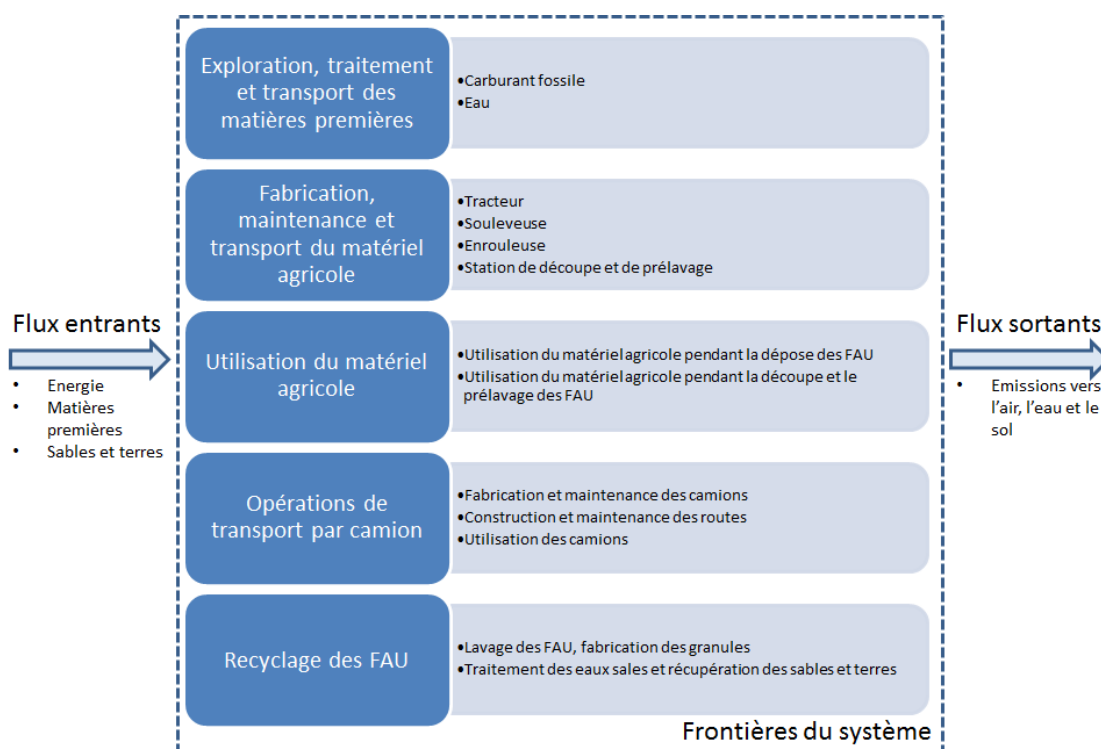 Exploration, traitement
et transport des
matières premières
•Carburant fossile
•Eau
Fabrication,
maintenance et
transport du matériel
agricole
•Tracteur
•Souleveuse
•Enrouleuse
•Station de découpe et de prélavage
Flux entrants
• Energie
• Matières
premières
• Sables et terres
Utilisation du matériel
agricole
•Utilisation du matériel agricole pendant la dépose des FAU
•Utilisation du matériel agricole pendant la découpe et le
prélavage des FAU
Flux sortants
• Emissions vers
l'air, l'eau et le
sol
Opérations de
transport par camion
•Fabrication et maintenance des camions
•Construction et maintenance des routes
•Utilisation des camions
Recyclage des FAU
•Lavage des FAU, fabrication des granules
•Traitement des eaux sales et récupération des sables et terres
Frontières du système